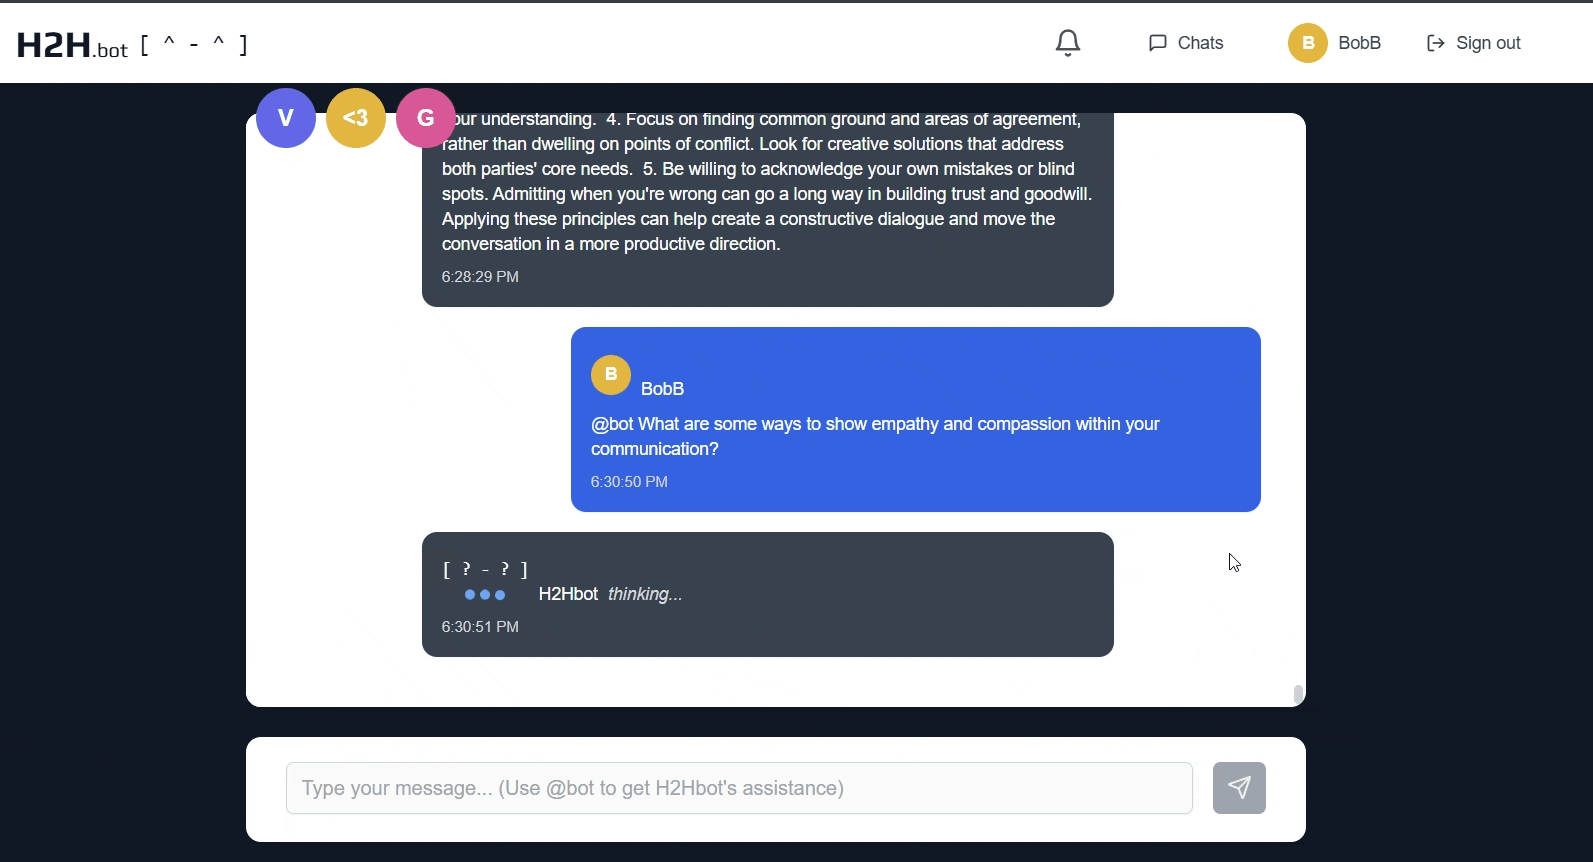 H2H.bot [ ^ - ^ ]
Chats
B BobB
Sign out
V <3 G
understanding. 4. Focus on finding common ground and areas of agreement,
rather than dwelling on points of conflict. Look for creative solutions that address
both parties' core needs. 5. Be willing to acknowledge your own mistakes or blind
spots. Admitting when you're wrong can go a long way in building trust and goodwill.
Applying these principles can help create a constructive dialogue and move the
conversation in a more productive direction.
6:28:29 PM
B BobB
@bot What are some ways to show empathy and compassion within your
communication?
6:30:50 PM
[ ? - ? ]
H2Hbot thinking...
6:30:51 PM
Type your message... (Use @bot to get H2Hbot's assistance)